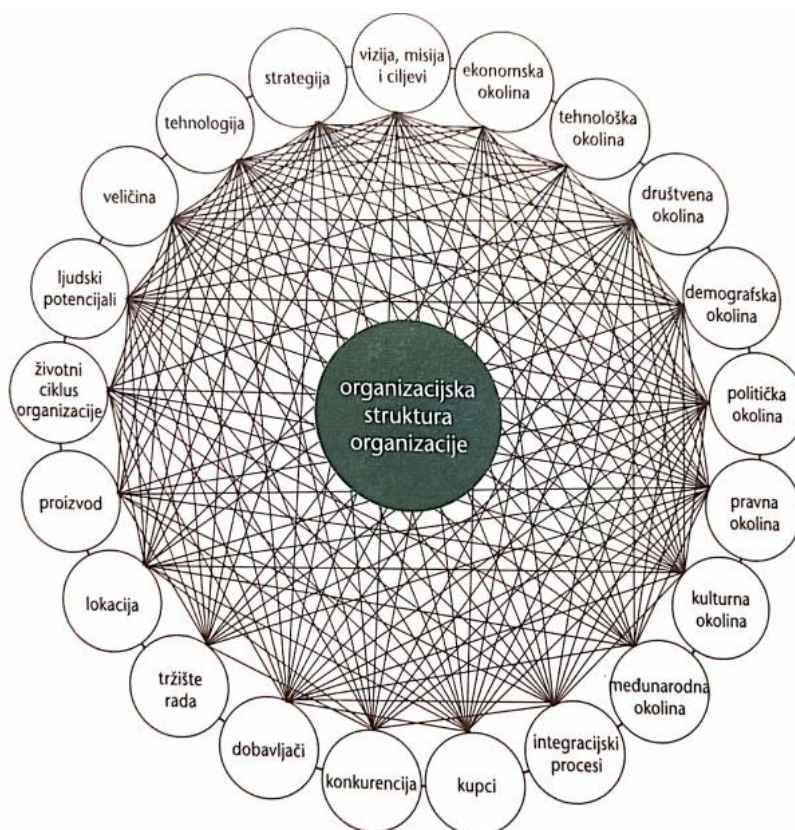 vizija, misija
i ciljevi
ekonomska
okolina
tehnološka
okolina
društvena
okolina
demografska
okolina
politička
okolina
pravna
okolina
kulturna
okolina
međunarodna
okolina
integracijski
procesi
kupci
konkurencija
dobavljači
tržište
rada
lokacija
proizvod
životni
ciklus
organizacije
ljudski
potencijali
veličina
tehnologija
strategija
organizacijska
struktura
organizacije